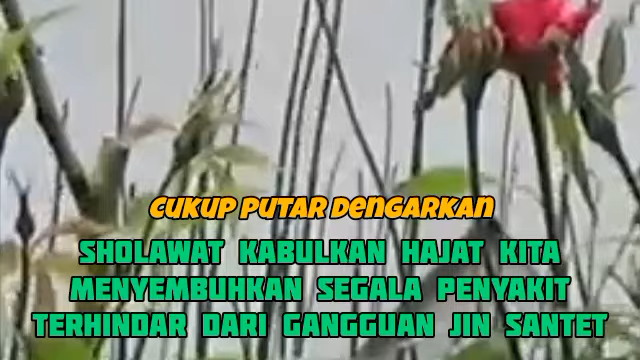 CUKUP PUTAR DENGARKAN
SHOLAWAT KABULKAN HAJAT KITA
MENYEMBUHKAN SEGALA PENYAKIT
TERHINDAR DARI GANGGUAN JIN SANTET